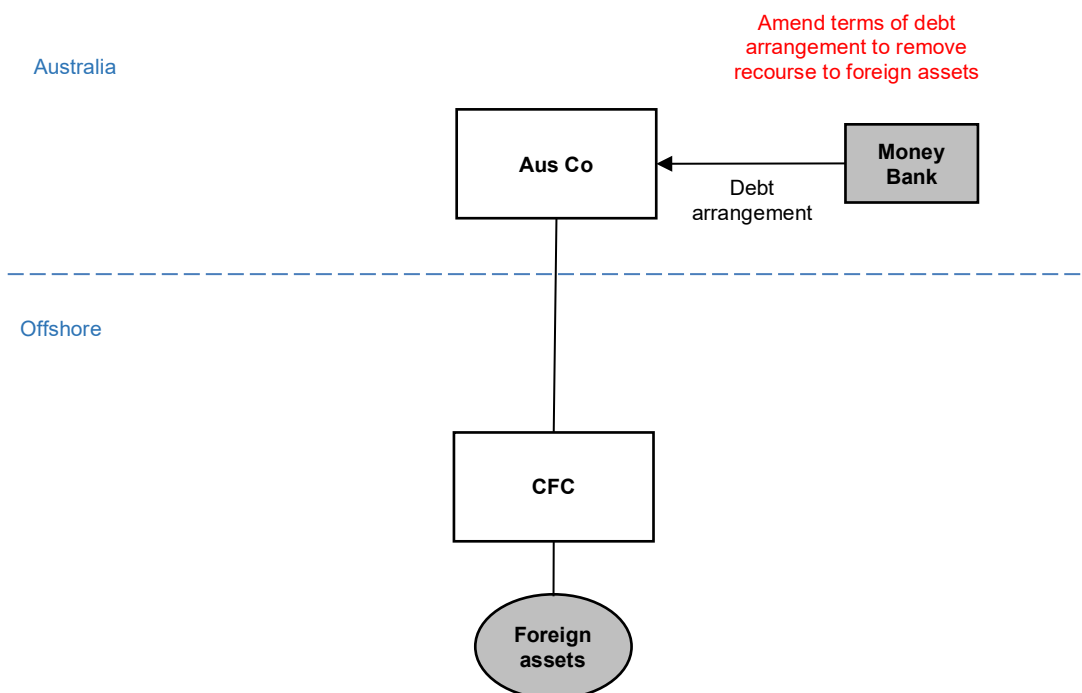 Amend terms of debt
arrangement to remove
recourse to foreign assets
Australia
Aus Co
Money
Bank
Debt
arrangement
Offshore
CFC
Foreign
assets